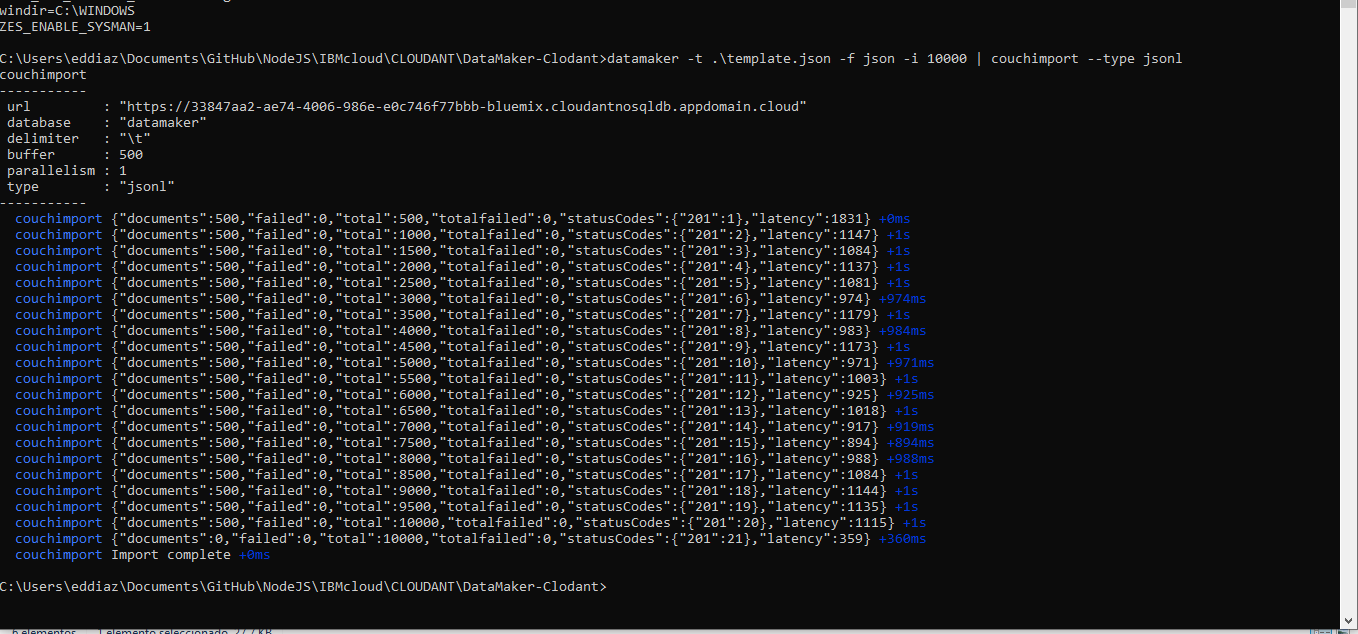 windir=C:\WINDOWS
ZES_ENABLE_SYSMAN=1
C:\Users\eddiaz\Documents\GitHub\NodeJS\IBMcloud\CLOUDANT\DataMaker-Clodant>datamaker -t .\template.json -f json -i 10000 | couchimport --type jsonl
couchimport
-----------
url         : "https://33847aa2-ae74-4006-986e-e0c746f77bbb-bluemix.cloudantnosqldb.appdomain.cloud"
database    : "datamaker"
delimiter   : "\t"
buffer      : 500
parallelism : 1
type        : "jsonl"
-----------
couchimport {"documents":500,"failed":0,"total":500,"totalfailed":0,"statusCodes":{"201":1},"latency":1831} +0ms
couchimport {"documents":500,"failed":0,"total":1000,"totalfailed":0,"statusCodes":{"201":2},"latency":1147} +1s
couchimport {"documents":500,"failed":0,"total":1500,"totalfailed":0,"statusCodes":{"201":3},"latency":1084} +1s
couchimport {"documents":500,"failed":0,"total":2000,"totalfailed":0,"statusCodes":{"201":4},"latency":1137} +1s
couchimport {"documents":500,"failed":0,"total":2500,"totalfailed":0,"statusCodes":{"201":5},"latency":1081} +1s
couchimport {"documents":500,"failed":0,"total":3000,"totalfailed":0,"statusCodes":{"201":6},"latency":974} +974ms
couchimport {"documents":500,"failed":0,"total":3500,"totalfailed":0,"statusCodes":{"201":7},"latency":1179} +1s
couchimport {"documents":500,"failed":0,"total":4000,"totalfailed":0,"statusCodes":{"201":8},"latency":983} +984ms
couchimport {"documents":500,"failed":0,"total":4500,"totalfailed":0,"statusCodes":{"201":9},"latency":1173} +1s
couchimport {"documents":500,"failed":0,"total":5000,"totalfailed":0,"statusCodes":{"201":10},"latency":971} +971ms
couchimport {"documents":500,"failed":0,"total":5500,"totalfailed":0,"statusCodes":{"201":11},"latency":1003} +1s
couchimport {"documents":500,"failed":0,"total":6000,"totalfailed":0,"statusCodes":{"201":12},"latency":925} +925ms
couchimport {"documents":500,"failed":0,"total":6500,"totalfailed":0,"statusCodes":{"201":13},"latency":1018} +1s
couchimport {"documents":500,"failed":0,"total":7000,"totalfailed":0,"statusCodes":{"201":14},"latency":917} +919ms
couchimport {"documents":500,"failed":0,"total":7500,"totalfailed":0,"statusCodes":{"201":15},"latency":894} +894ms
couchimport {"documents":500,"failed":0,"total":8000,"totalfailed":0,"statusCodes":{"201":16},"latency":988} +988ms
couchimport {"documents":500,"failed":0,"total":8500,"totalfailed":0,"statusCodes":{"201":17},"latency":1084} +1s
couchimport {"documents":500,"failed":0,"total":9000,"totalfailed":0,"statusCodes":{"201":18},"latency":1144} +1s
couchimport {"documents":500,"failed":0,"total":9500,"totalfailed":0,"statusCodes":{"201":19},"latency":1135} +1s
couchimport {"documents":500,"failed":0,"total":10000,"totalfailed":0,"statusCodes":{"201":20},"latency":1115} +1s
couchimport {"documents":0,"failed":0,"total":10000,"totalfailed":0,"statusCodes":{"201":21},"latency":359} +360ms
couchimport Import complete +0ms
C:\Users\eddiaz\Documents\GitHub\NodeJS\IBMcloud\CLOUDANT\DataMaker-Clodant>
elementos 1 elemento seleccionado